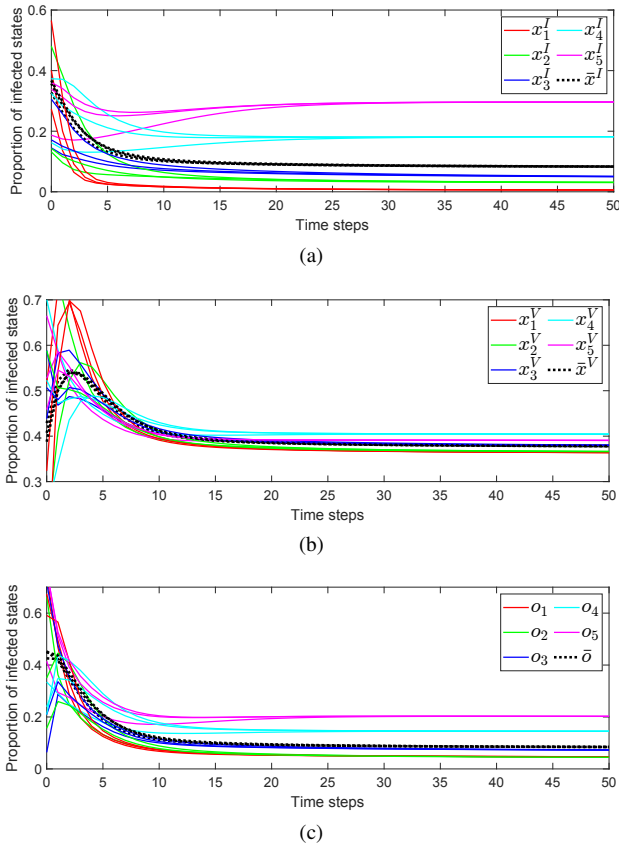 0.6
0.4
0.2
0
Proportion of infected states
x_1^I x_4^I
x_2^I x_5^I
x_3^I x̄^I
0 5 10 15 20 25 30 35 40 45 50
Time steps
(a)
0.7
0.6
0.5
0.4
0.3
Proportion of infected states
x_1^V x_4^V
x_2^V x_5^V
x_3^V x̄^V
0 5 10 15 20 25 30 35 40 45 50
Time steps
(b)
0.6
0.4
0.2
0
Proportion of infected states
o_1 o_4
o_2 o_5
o_3 ō
0 5 10 15 20 25 30 35 40 45 50
Time steps
(c)